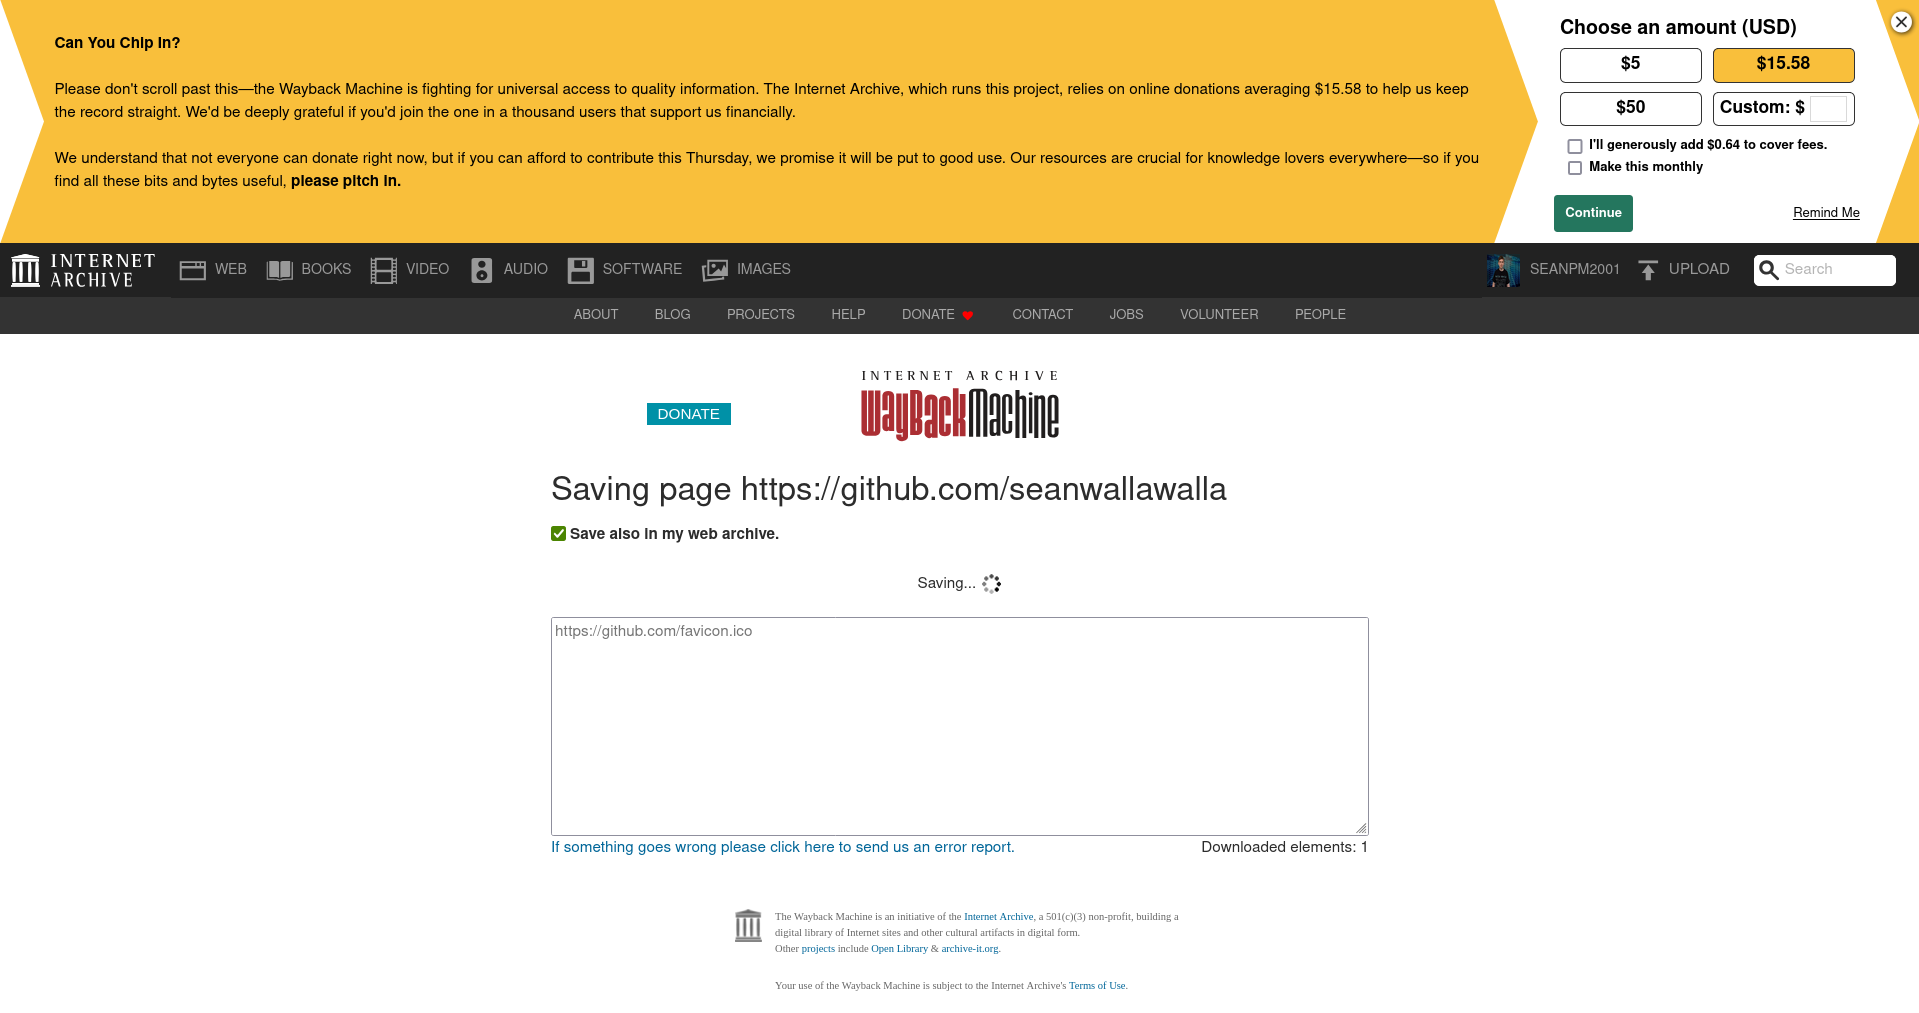 Can You Chip In?
Please don't scroll past this—the Wayback Machine is fighting for universal access to quality information. The Internet Archive, which runs this project, relies on online donations averaging $15.58 to help us keep
the record straight. We'd be deeply grateful if you'd join the one in a thousand users that support us financially.
We understand that not everyone can donate right now, but if you can afford to contribute this Thursday, we promise it will be put to good use. Our resources are crucial for knowledge lovers everywhere—so if you
find all these bits and bytes useful, please pitch in.
Choose an amount (USD)
$5 $15.58
$50 Custom: $
I'll generously add $0.64 to cover fees.
Make this monthly
Continue Remind Me
INTERNET
ARCHIVE
WEB BOOKS VIDEO AUDIO SOFTWARE IMAGES SEANPM2001 UPLOAD Search
ABOUT BLOG PROJECTS HELP DONATE CONTACT JOBS VOLUNTEER PEOPLE
INTERNET ARCHIVE
WayBackMachine
DONATE
Saving page https://github.com/seanwallawalla
Save also in my web archive.
Saving...
https://github.com/favicon.ico
If something goes wrong please click here to send us an error report. Downloaded elements: 1
The Wayback Machine is an initiative of the Internet Archive, a 501(c)(3) non-profit, building a
digital library of Internet sites and other cultural artifacts in digital form.
Other projects include Open Library & archive-it.org.
Your use of the Wayback Machine is subject to the Internet Archive's Terms of Use.